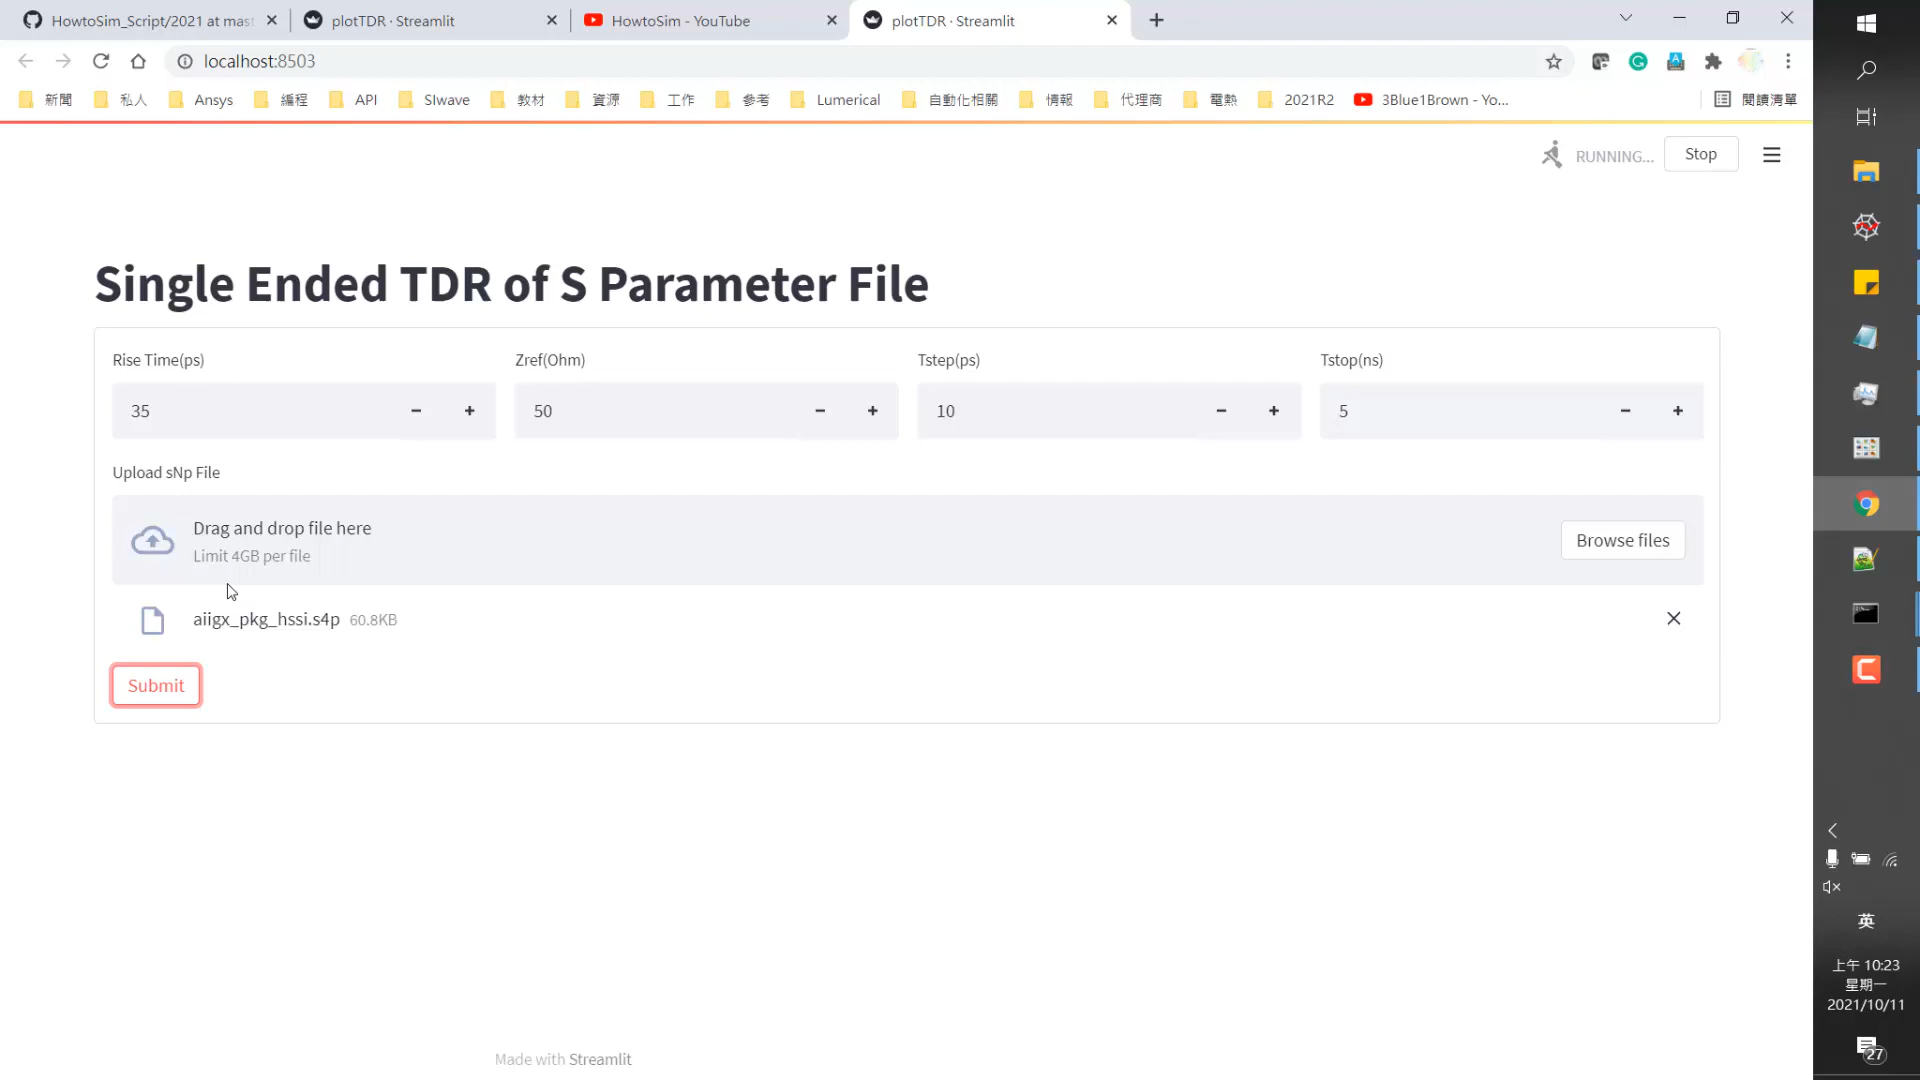 HowtoSim_Script/2021 at mast
plotTDR · Streamlit
HowtoSim - YouTube
plotTDR · Streamlit
localhost:8503
新聞
私人
Ansys
編程
API
SIwave
教材
資源
工作
參考
Lumerical
自動化相關
情報
代理商
電熱
2021R2
3Blue1Brown - Yo...
閱讀清單
RUNNING...
Stop
Single Ended TDR of S Parameter File
Rise Time(ps)
Zref(Ohm)
Tstep(ps)
Tstop(ns)
35
50
10
5
Upload sNp File
Drag and drop file here
Limit 4GB per file
Browse files
aiigx_pkg_hssi.s4p 60.8KB
Submit
Made with Streamlit
英
上午 10:23
星期一
2021/10/11
27